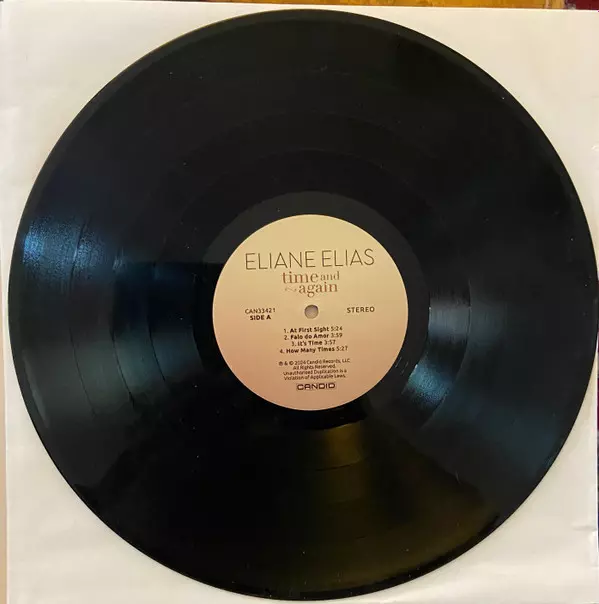 ELIANE ELIAS
time and
again
CAN33421
SIDE A
STEREO
1. At First Sight 5:24
2. Falo do Amor 3:59
3. It's Time 3:57
4. How Many Times 5:27
℗ & © 2024 Candid Records, LLC
All Rights Reserved.
Unauthorised Duplication is a
Violation of Applicable Laws.
CANDID